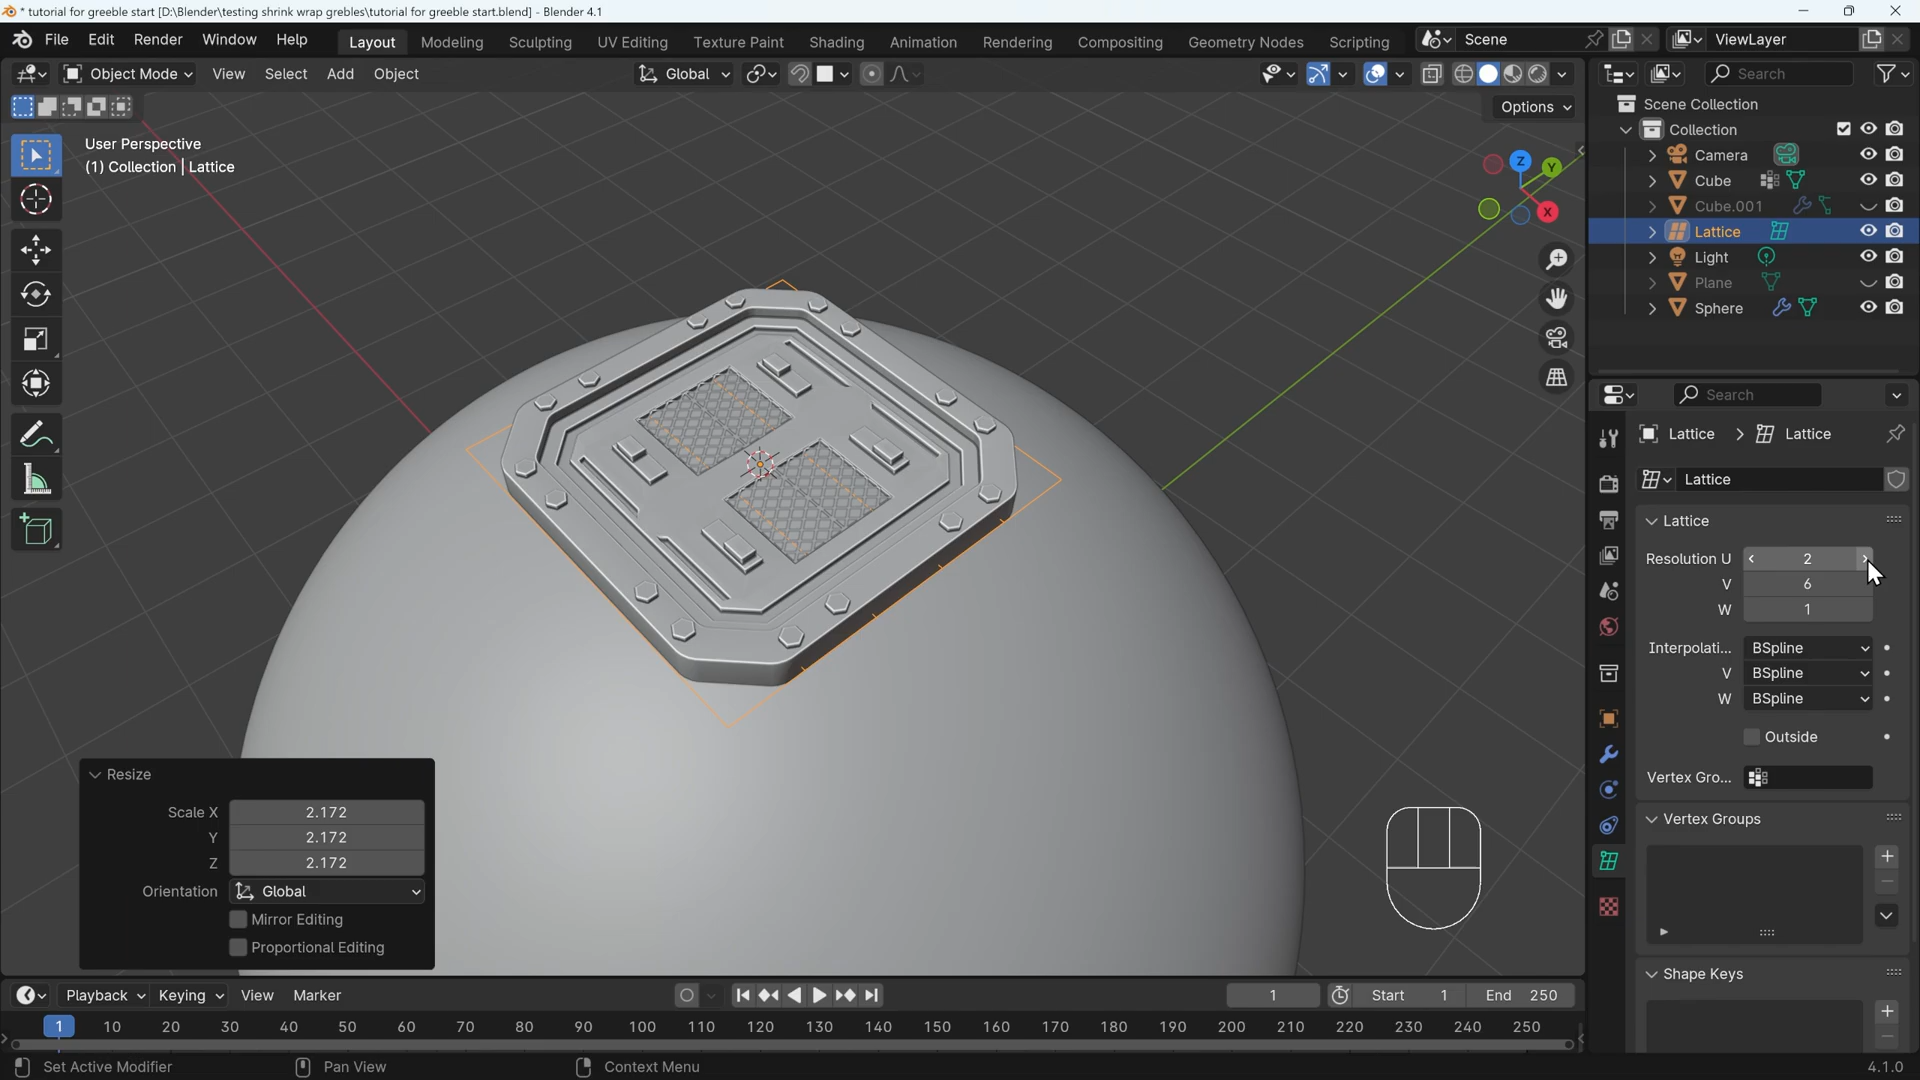 * tutorial for greeble start [D:\Blender\testing shrink wrap grebles\tutorial for greeble start.blend] - Blender 4.1
File Edit Render Window Help Layout Modeling Sculpting UV Editing Texture Paint Shading Animation Rendering Compositing Geometry Nodes Scripting Scene ViewLayer
Object Mode View Select Add Object Global Search
Options
User Perspective
(1) Collection | Lattice
Z Y X
Scene Collection
Collection
Camera
Cube
Cube.001
Lattice
Light
Plane
Sphere
Search
Lattice > Lattice
Lattice
Lattice
Resolution U 2
V 6
W 1
Interpolati... BSpline
V BSpline
W BSpline
Outside
Vertex Gro...
Vertex Groups
Shape Keys
Resize
Scale X 2.172
Y 2.172
Z 2.172
Orientation Global
Mirror Editing
Proportional Editing
Playback Keying View Marker 1 Start 1 End 250
1 10 20 30 40 50 60 70 80 90 100 110 120 130 140 150 160 170 180 190 200 210 220 230 240 250
Set Active Modifier Pan View Context Menu 4.1.0